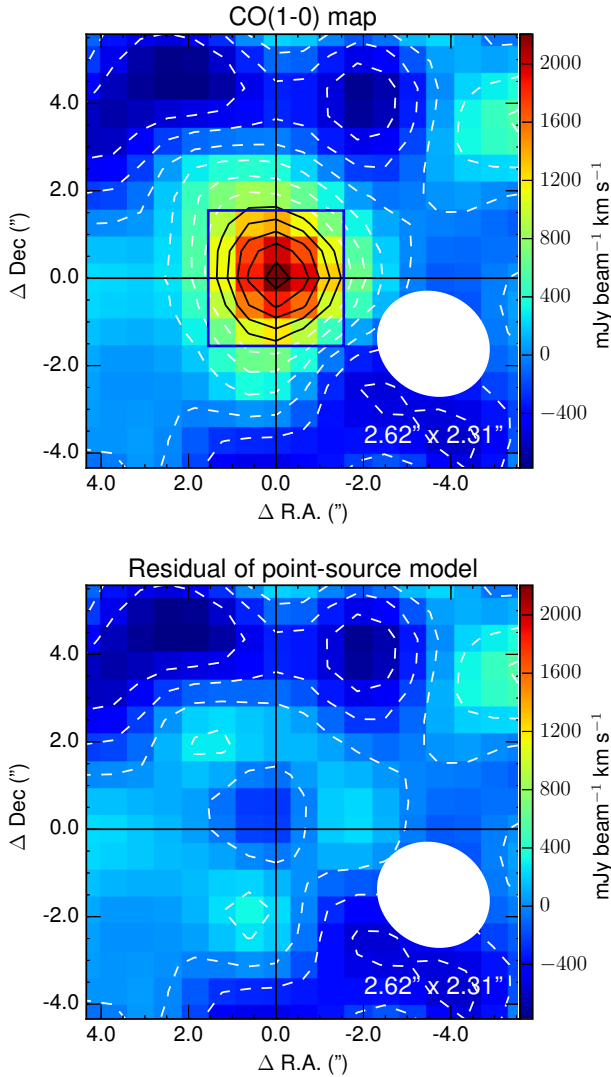 CO(1-0) map
4.0
2.0
0.0
-2.0
-4.0
Δ Dec (")
2.62" x 2.31"
4.0 2.0 0.0 -2.0 -4.0
Δ R.A. (")
2000
1600
1200
800
400
0
−400
mJy beam⁻¹ km s⁻¹
Residual of point-source model
4.0
2.0
0.0
-2.0
-4.0
Δ Dec (")
2.62" x 2.31"
4.0 2.0 0.0 -2.0 -4.0
Δ R.A. (")
2000
1600
1200
800
400
0
−400
mJy beam⁻¹ km s⁻¹